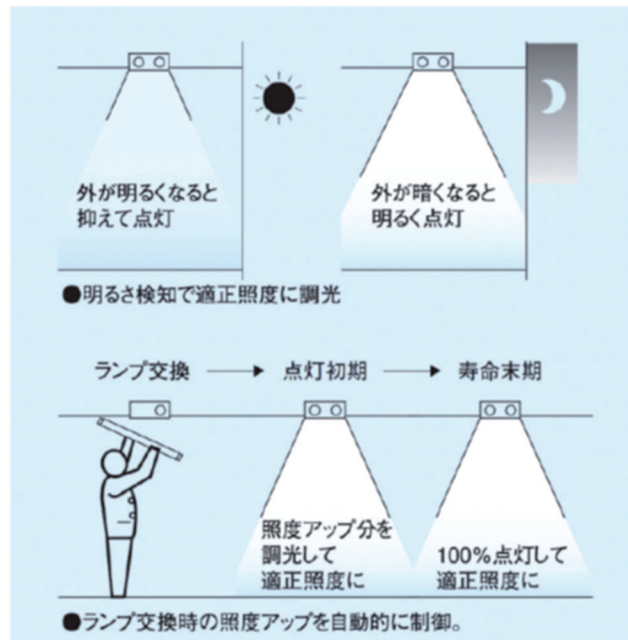 外が明るくなると
抑えて点灯
外が暗くなると
明るく点灯
●明るさ検知で適正照度に調光
ランプ交換 → 点灯初期 → 寿命末期
照度アップ分を
調光して
適正照度に
100%点灯して
適正照度に
●ランプ交換時の照度アップを自動的に制御。